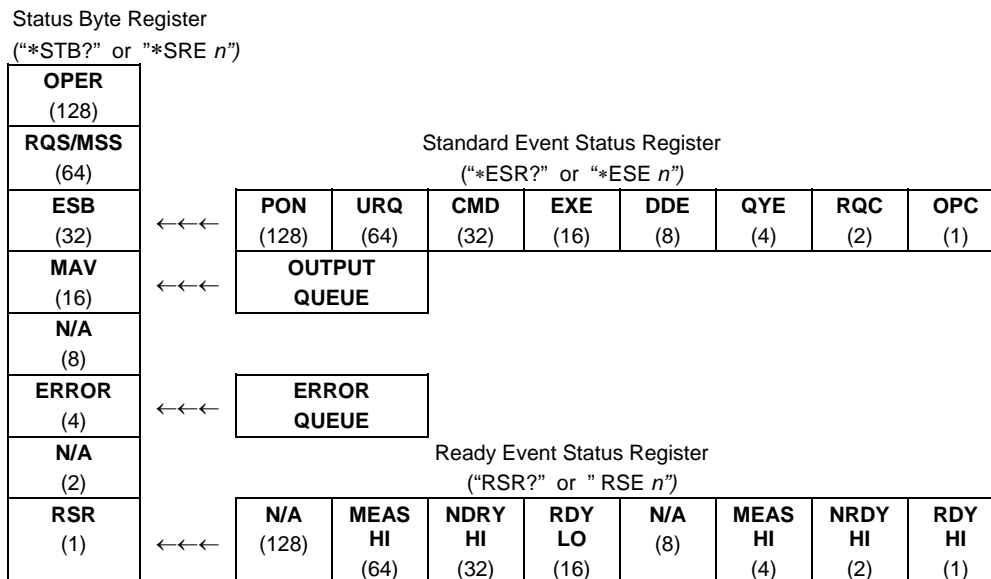 Status Byte Register
(“*STB?” or ”*SRE n”)
OPER
(128)
RQS/MSS
(64)
Standard Event Status Register
(“*ESR?” or “*ESE n”)
ESB
(32)
←←←
PON
(128)
URQ
(64)
CMD
(32)
EXE
(16)
DDE
(8)
QYE
(4)
RQC
(2)
OPC
(1)
MAV
(16)
←←←
OUTPUT
QUEUE
N/A
(8)
ERROR
(4)
←←←
ERROR
QUEUE
N/A
(2)
Ready Event Status Register
(“RSR?” or ” RSE n”)
RSR
(1)
←←←
N/A
(128)
MEAS
HI
(64)
NDRY
HI
(32)
RDY
LO
(16)
N/A
(8)
MEAS
HI
(4)
NRDY
HI
(2)
RDY
HI
(1)